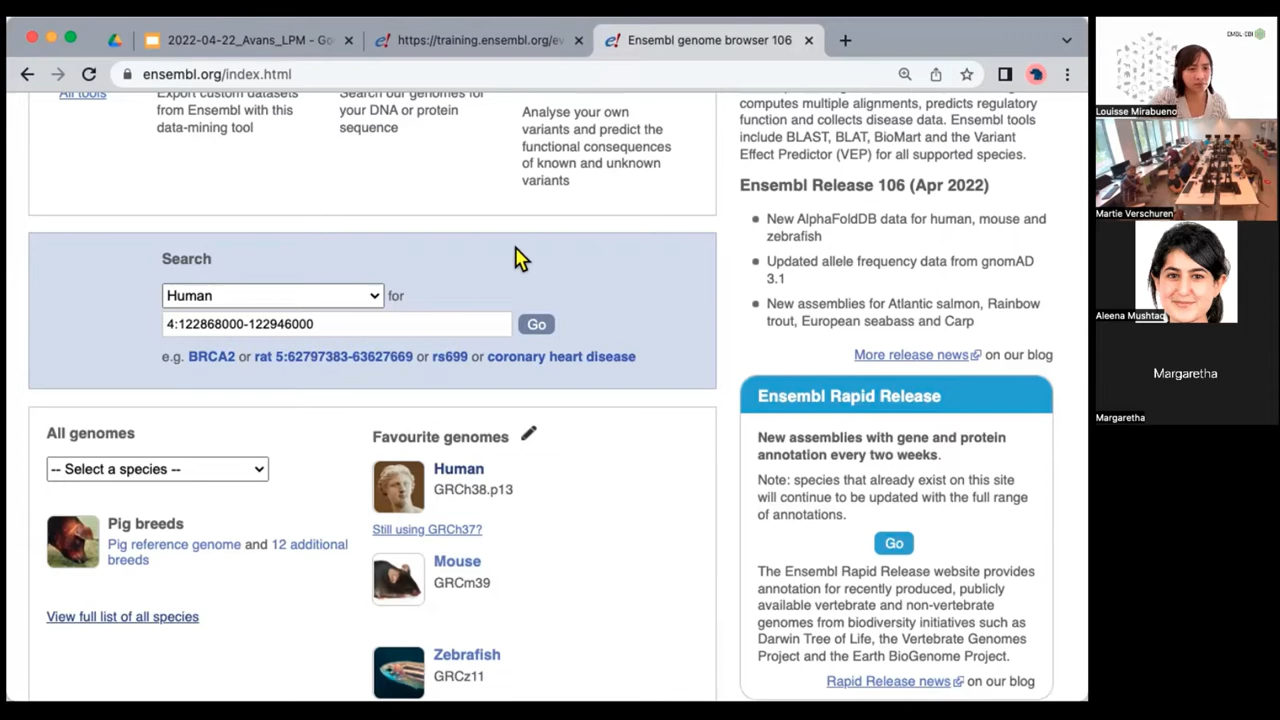 2022-04-22_Avans_LPM - Go
https://training.ensembl.org/ev
Ensembl genome browser 106
ensembl.org/index.html
All tools
Export custom datasets
from Ensembl with this
data-mining tool
Search our genomes for
your DNA or protein
sequence
Analyse your own
variants and predict the
functional consequences
of known and unknown
variants
computes multiple alignments, predicts regulatory
function and collects disease data. Ensembl tools
include BLAST, BLAT, BioMart and the Variant
Effect Predictor (VEP) for all supported species.
Ensembl Release 106 (Apr 2022)
New AlphaFoldDB data for human, mouse and
zebrafish
Updated allele frequency data from gnomAD
3.1
New assemblies for Atlantic salmon, Rainbow
trout, European seabass and Carp
More release news on our blog
Search
Human
for
4:122868000-122946000
Go
e.g. BRCA2 or rat 5:62797383-63627669 or rs699 or coronary heart disease
All genomes
-- Select a species --
Pig breeds
Pig reference genome and 12 additional
breeds
View full list of all species
Favourite genomes
Human
GRCh38.p13
Still using GRCh37?
Mouse
GRCm39
Zebrafish
GRCz11
Ensembl Rapid Release
New assemblies with gene and protein
annotation every two weeks.
Note: species that already exist on this site
will continue to be updated with the full range
of annotations.
Go
The Ensembl Rapid Release website provides
annotation for recently produced, publicly
available vertebrate and non-vertebrate
genomes from biodiversity initiatives such as
Darwin Tree of Life, the Vertebrate Genomes
Project and the Earth BioGenome Project.
Rapid Release news on our blog
EMBL-EBI
Louisse Mirabueno
Martie Verschuren
Aleena Mushtaq
Margaretha
Margaretha